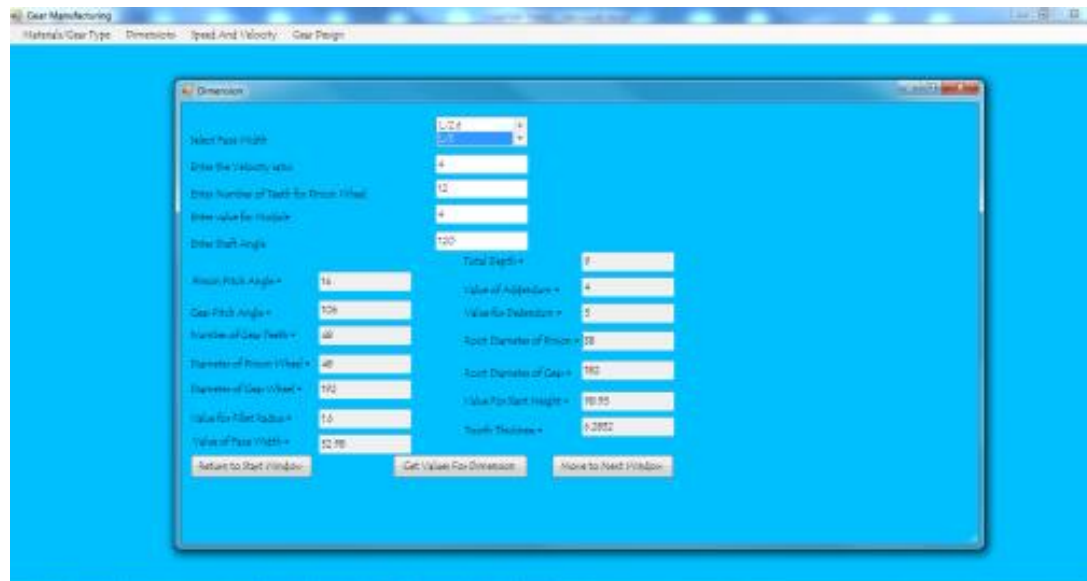 Gear Manufacturing
Materials/Gear Type Dimensions Speed And Velocity Gear Design
Dimension
Select Face Width
Enter the Velocity ratio 4
Enter Number of Teeth for Pinion Wheel 12
Enter value for Module 4
Enter Shaft Angle 120
Total Depth =
Pinion Pitch Angle = 14
Value of Addendum = 4
Gear Pitch Angle = 106
Value for Dedendum = 5
Number of Gear Teeth = 48
Root Diameter of Pinion = 38
Diameter of Pinion Wheel = 48
Root Diameter of Gear = 182
Diameter of Gear Wheel = 192
Value For Slant Height =
Value for Fillet Radius = 1.6
Tooth Thickness = 6.2832
Value of Face Width = 32.98
Return to Start Window Get Values For Dimension Move to Next Window